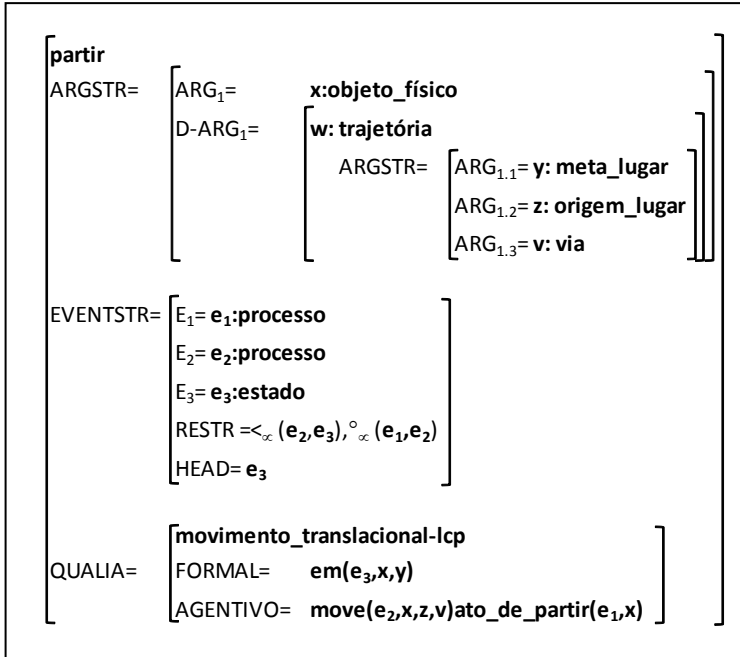 partir
ARGSTR= ARG₁= x:objeto_físico
D-ARG₁= w: trajetória
ARGSTR= ARG₁.₁= y: meta_lugar
ARG₁.₂= z: origem_lugar
ARG₁.₃= v: via
EVENTSTR= E₁= e₁:processo
E₂= e₂:processo
E₃= e₃:estado
RESTR =<∞ (e₂,e₃),°∞ (e₁,e₂)
HEAD= e₃
movimento_translacional-lcp
QUALIA= FORMAL= em(e₃,x,y)
AGENTIVO= move(e₂,x,z,v)ato_de_partir(e₁,x)